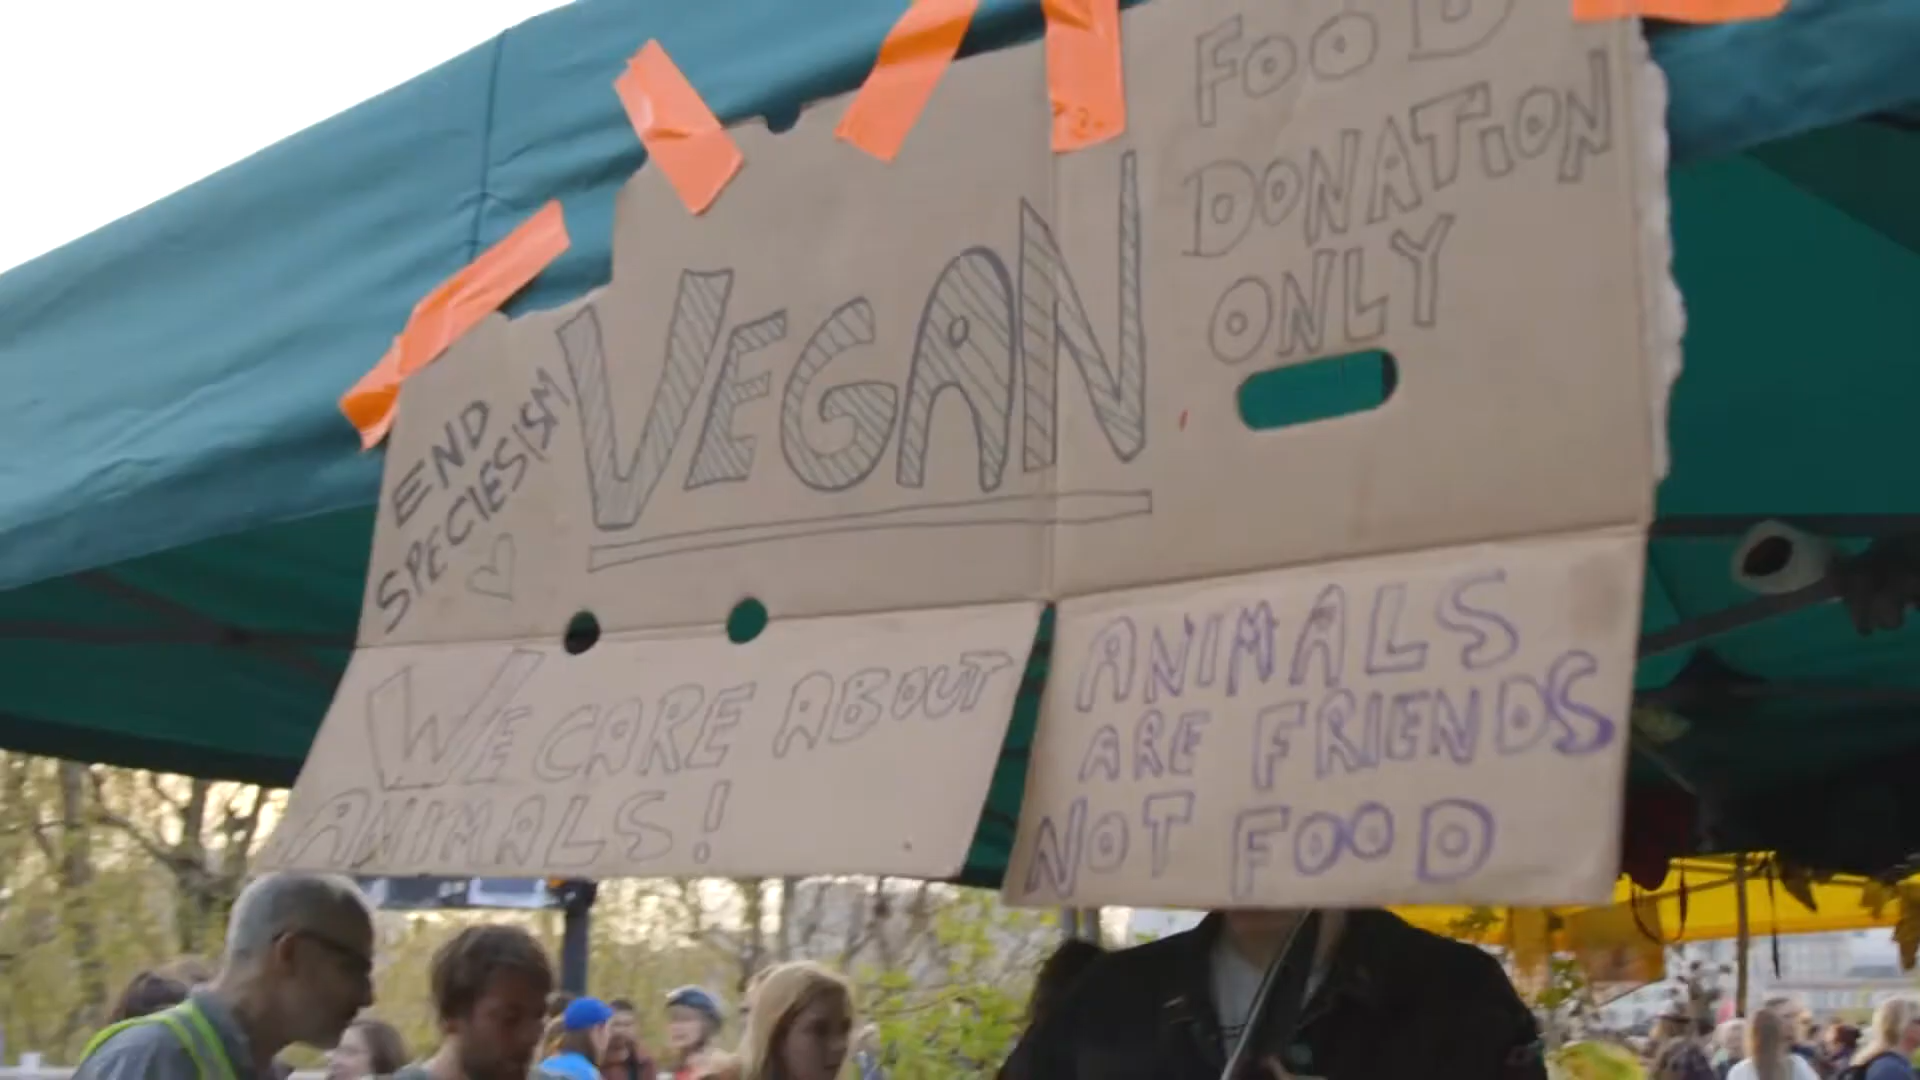 END
SPECIESISM
VEGAN
FOOD
DONATION
ONLY
WE CARE ABOUT
ANIMALS!
ANIMALS
ARE FRIENDS
NOT FOOD